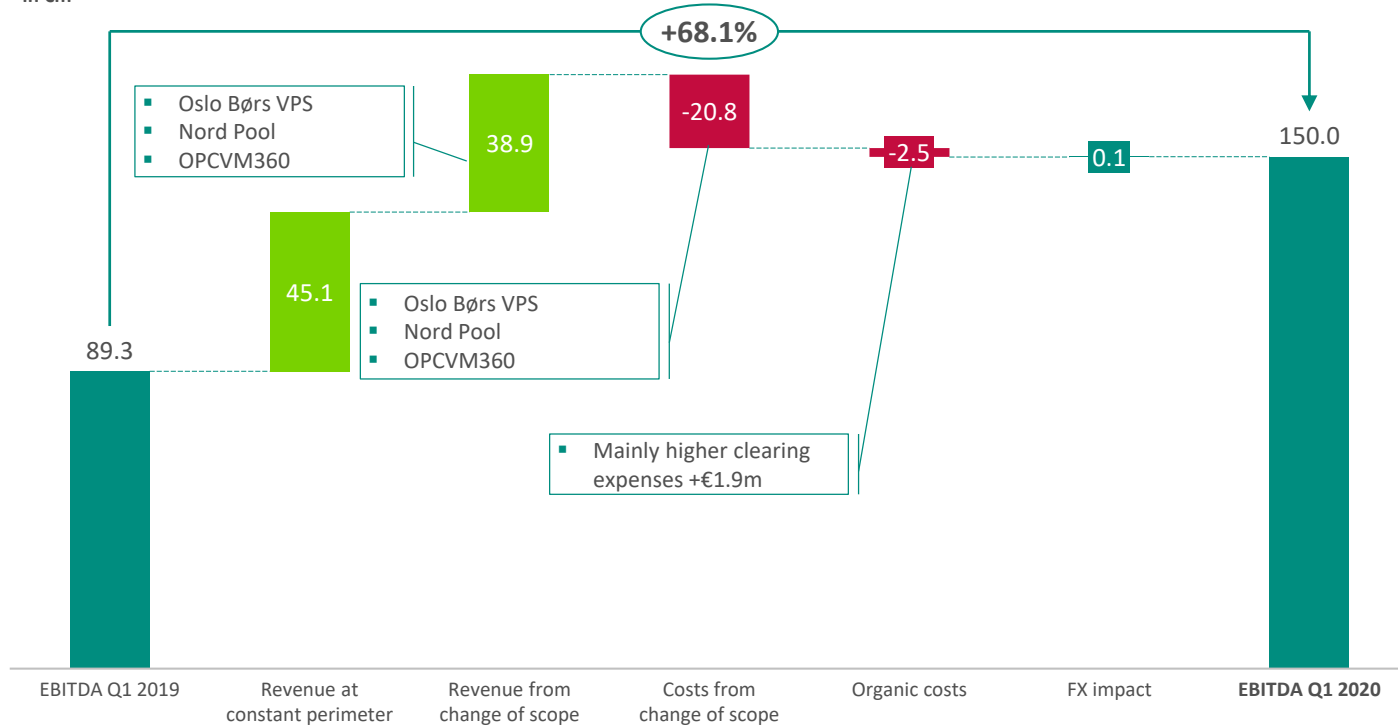 in €m
+68.1%
▪ Oslo Børs VPS
▪ Nord Pool
▪ OPCVM360
38.9
-20.8
-2.5
0.1
150.0
45.1
▪ Oslo Børs VPS
▪ Nord Pool
▪ OPCVM360
89.3
▪ Mainly higher clearing
expenses +€1.9m
EBITDA Q1 2019
Revenue at
constant perimeter
Revenue from
change of scope
Costs from
change of scope
Organic costs
FX impact
EBITDA Q1 2020